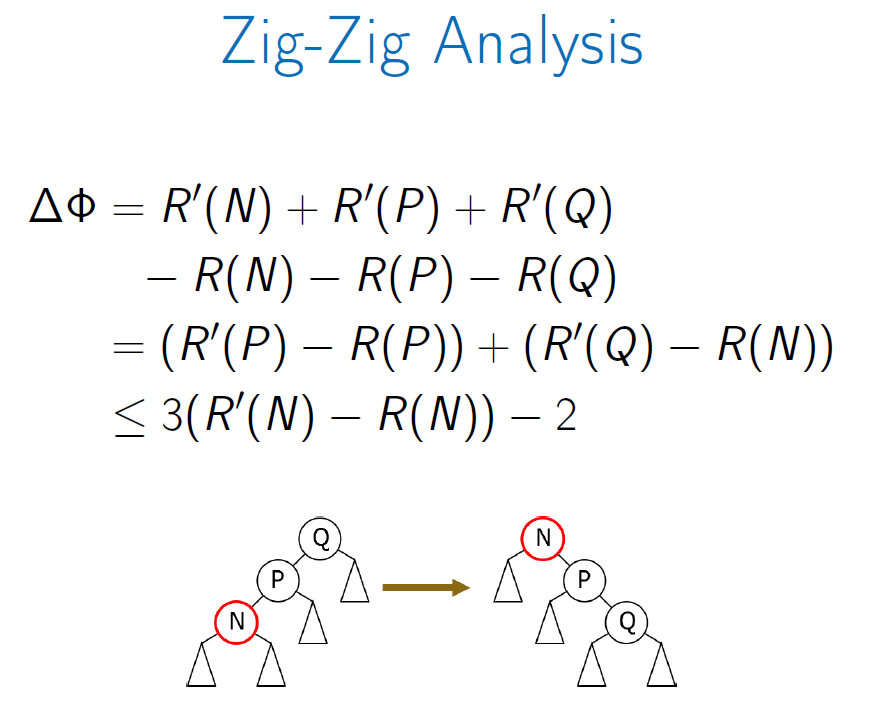 Zig-Zig Analysis
ΔΦ = R′(N) + R′(P) + R′(Q)
− R(N) − R(P) − R(Q)
= (R′(P) − R(P)) + (R′(Q) − R(N))
≤ 3(R′(N) − R(N)) − 2
Q N
P P
N Q